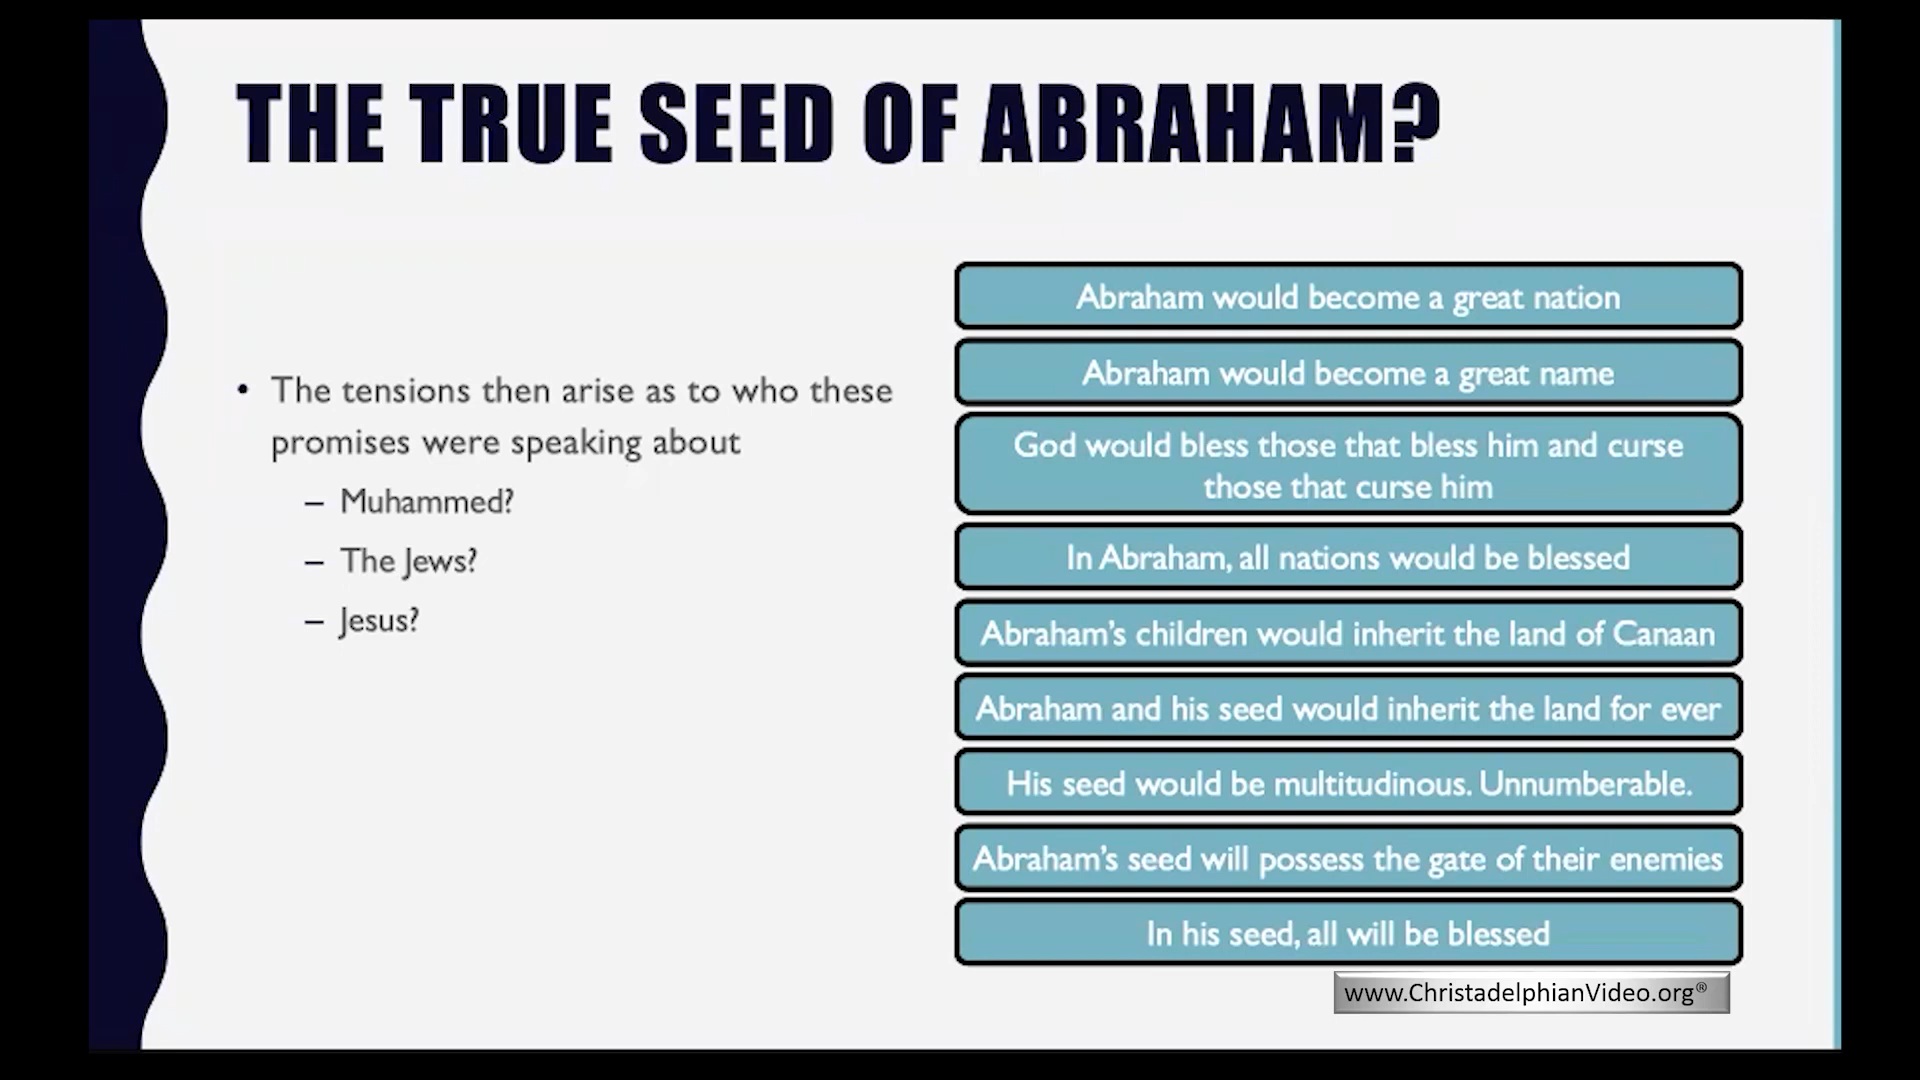 THE TRUE SEED OF ABRAHAM?
• The tensions then arise as to who these
promises were speaking about
– Muhammed?
– The Jews?
– Jesus?
Abraham would become a great nation
Abraham would become a great name
God would bless those that bless him and curse
those that curse him
In Abraham, all nations would be blessed
Abraham's children would inherit the land of Canaan
Abraham and his seed would inherit the land for ever
His seed would be multitudinous. Unnumberable.
Abraham's seed will possess the gate of their enemies
In his seed, all will be blessed
www.ChristadelphianVideo.org®